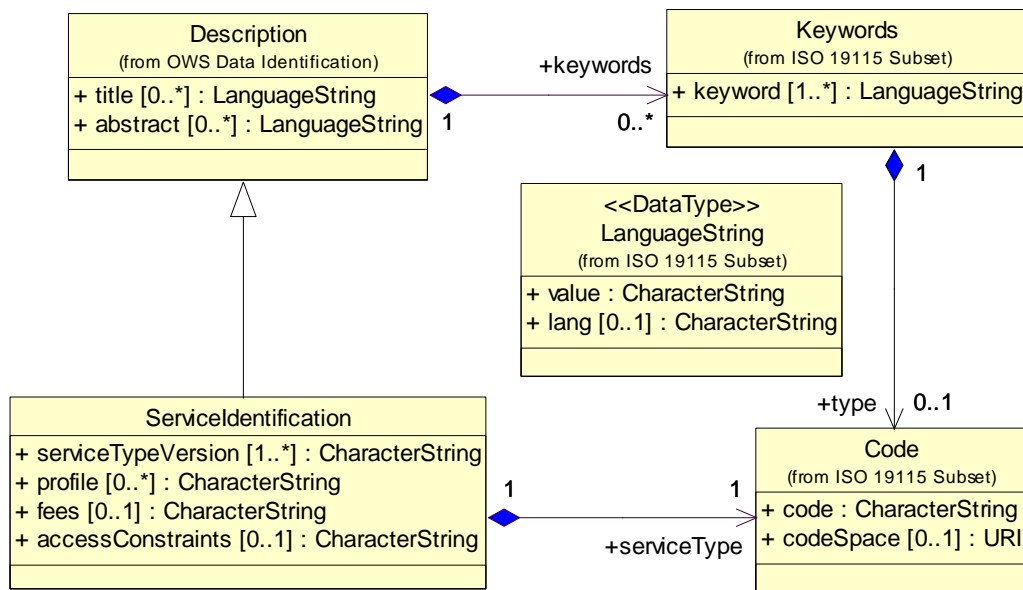 Description
(from OWS Data Identification)
+ title [0..*] : LanguageString
+ abstract [0..*] : LanguageString
+keywords
1
0..*
Keywords
(from ISO 19115 Subset)
+ keyword [1..*] : LanguageString
1
<<DataType>>
LanguageString
(from ISO 19115 Subset)
+ value : CharacterString
+ lang [0..1] : CharacterString
+type
0..1
ServiceIdentification
+ serviceTypeVersion [1..*] : CharacterString
+ profile [0..*] : CharacterString
+ fees [0..1] : CharacterString
+ accessConstraints [0..1] : CharacterString
1
1
+serviceType
Code
(from ISO 19115 Subset)
+ code : CharacterString
+ codeSpace [0..1] : URI